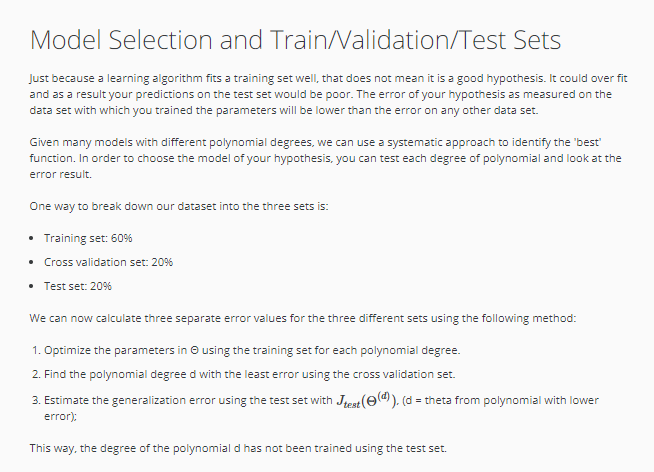 Model Selection and Train/Validation/Test Sets
Just because a learning algorithm fits a training set well, that does not mean it is a good hypothesis. It could over fit
and as a result your predictions on the test set would be poor. The error of your hypothesis as measured on the
data set with which you trained the parameters will be lower than the error on any other data set.
Given many models with different polynomial degrees, we can use a systematic approach to identify the 'best'
function. In order to choose the model of your hypothesis, you can test each degree of polynomial and look at the
error result.
One way to break down our dataset into the three sets is:
• Training set: 60%
• Cross validation set: 20%
• Test set: 20%
We can now calculate three separate error values for the three different sets using the following method:
1. Optimize the parameters in Θ using the training set for each polynomial degree.
2. Find the polynomial degree d with the least error using the cross validation set.
3. Estimate the generalization error using the test set with J_test(Θ^(d)), (d = theta from polynomial with lower
error);
This way, the degree of the polynomial d has not been trained using the test set.